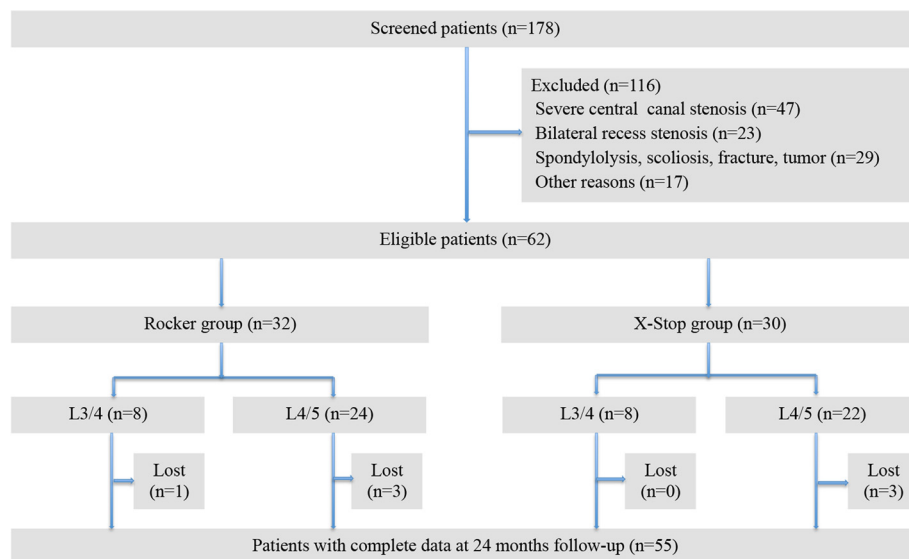 Screened patients (n=178)
Excluded (n=116)
Severe central canal stenosis (n=47)
Bilateral recess stenosis (n=23)
Spondylolysis, scoliosis, fracture, tumor (n=29)
Other reasons (n=17)
Eligible patients (n=62)
Rocker group (n=32)
X-Stop group (n=30)
L3/4 (n=8)
L4/5 (n=24)
L3/4 (n=8)
L4/5 (n=22)
Lost
(n=1)
Lost
(n=3)
Lost
(n=0)
Lost
(n=3)
Patients with complete data at 24 months follow-up (n=55)